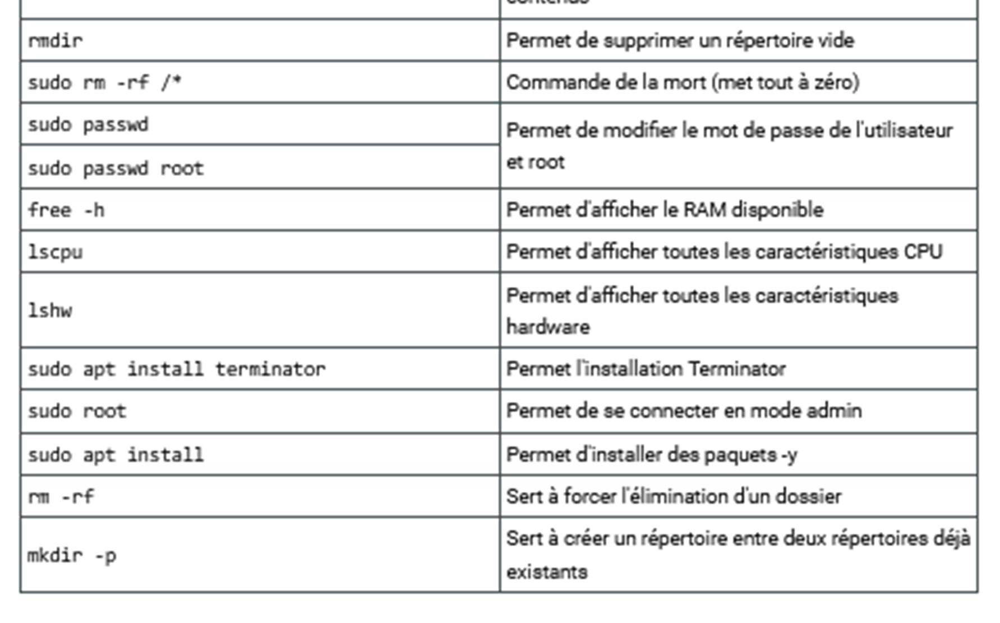 contenus
rmdir
Permet de supprimer un répertoire vide
sudo rm -rf /*
Commande de la mort (met tout à zéro)
sudo passwd
sudo passwd root
Permet de modifier le mot de passe de l'utilisateur
et root
free -h
Permet d'afficher le RAM disponible
lscpu
Permet d'afficher toutes les caractéristiques CPU
lshw
Permet d'afficher toutes les caractéristiques
hardware
sudo apt install terminator
Permet l'installation Terminator
sudo root
Permet de se connecter en mode admin
sudo apt install
Permet d'installer des paquets -y
rm -rf
Sert à forcer l'élimination d'un dossier
mkdir -p
Sert à créer un répertoire entre deux répertoires déjà
existants